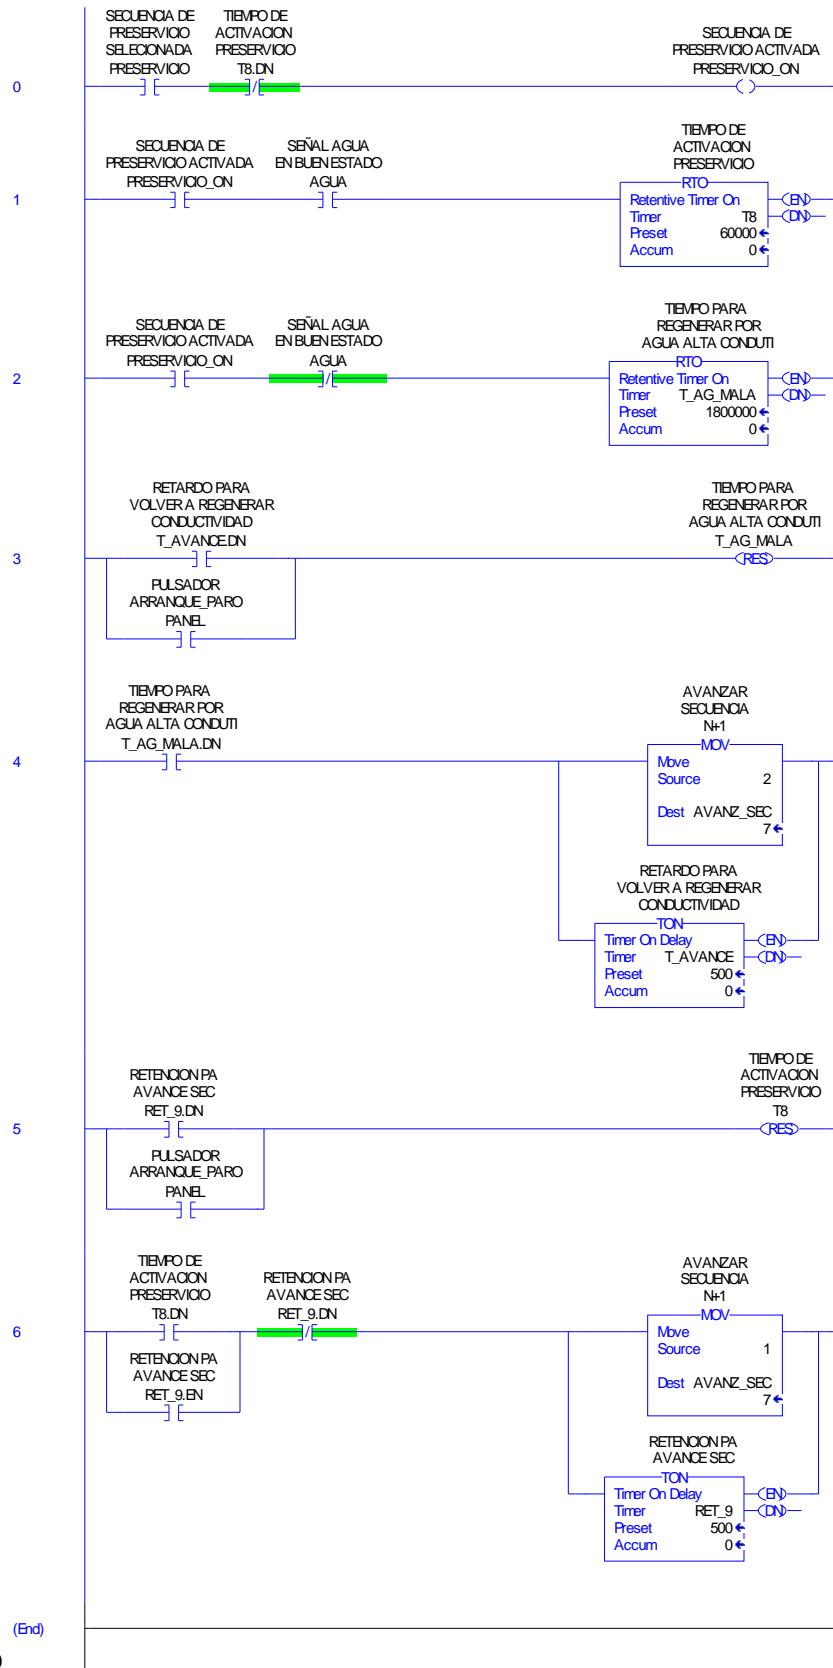 SECUENCIA DE
PRESERVICIO
SELECIONADA
PRESERVICIO
TIEMPO DE
ACTIVACION
PRESERVICIO
T8.DN
SECUENCIA DE
PRESERVICIO ACTIVADA
PRESERVICIO_ON
0
SECUENCIA DE
PRESERVICIO ACTIVADA
PRESERVICIO_ON
SEÑAL AGUA
EN BUEN ESTADO
AGUA
TIEMPO DE
ACTIVACION
PRESERVICIO
1
RTO
Retentive Timer On
Timer T8
Preset 60000
Accum 0
EN
DN
SECUENCIA DE
PRESERVICIO ACTIVADA
PRESERVICIO_ON
SEÑAL AGUA
EN BUEN ESTADO
AGUA
TIEMPO PARA
REGENERAR POR
AGUA ALTA CONDUTI
2
RTO
Retentive Timer On
Timer T_AG_MALA
Preset 1800000
Accum 0
EN
DN
RETARDO PARA
VOLVER A REGENERAR
CONDUCTIVIDAD
T_AVANCE.DN
TIEMPO PARA
REGENERAR POR
AGUA ALTA CONDUTI
T_AG_MALA
3
RES
PULSADOR
ARRANQUE_PARO
PANEL
TIEMPO PARA
REGENERAR POR
AGUA ALTA CONDUTI
T_AG_MALA.DN
AVANZAR
SECUENCIA
N+1
4
MOV
Move
Source 2
Dest AVANZ_SEC
7
RETARDO PARA
VOLVER A REGENERAR
CONDUCTIVIDAD
TON
Timer On Delay
Timer T_AVANCE
Preset 500
Accum 0
EN
DN
RETENCION PA
AVANCE SEC
RET_9.DN
TIEMPO DE
ACTIVACION
PRESERVICIO
T8
5
RES
PULSADOR
ARRANQUE_PARO
PANEL
TIEMPO DE
ACTIVACION
PRESERVICIO
T8.DN
RETENCION PA
AVANCE SEC
RET_9.DN
AVANZAR
SECUENCIA
N+1
6
RETENCION PA
AVANCE SEC
RET_9.EN
MOV
Move
Source 1
Dest AVANZ_SEC
7
RETENCION PA
AVANCE SEC
TON
Timer On Delay
Timer RET_9
Preset 500
Accum 0
EN
DN
(End)
)